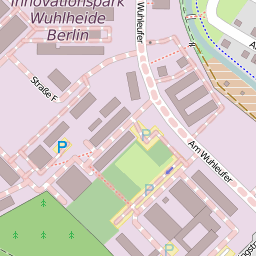 Innovationspark
Wuhlheide
Berlin
Wuhleufer
Straße F
P
P
Am Wuhleufer
P